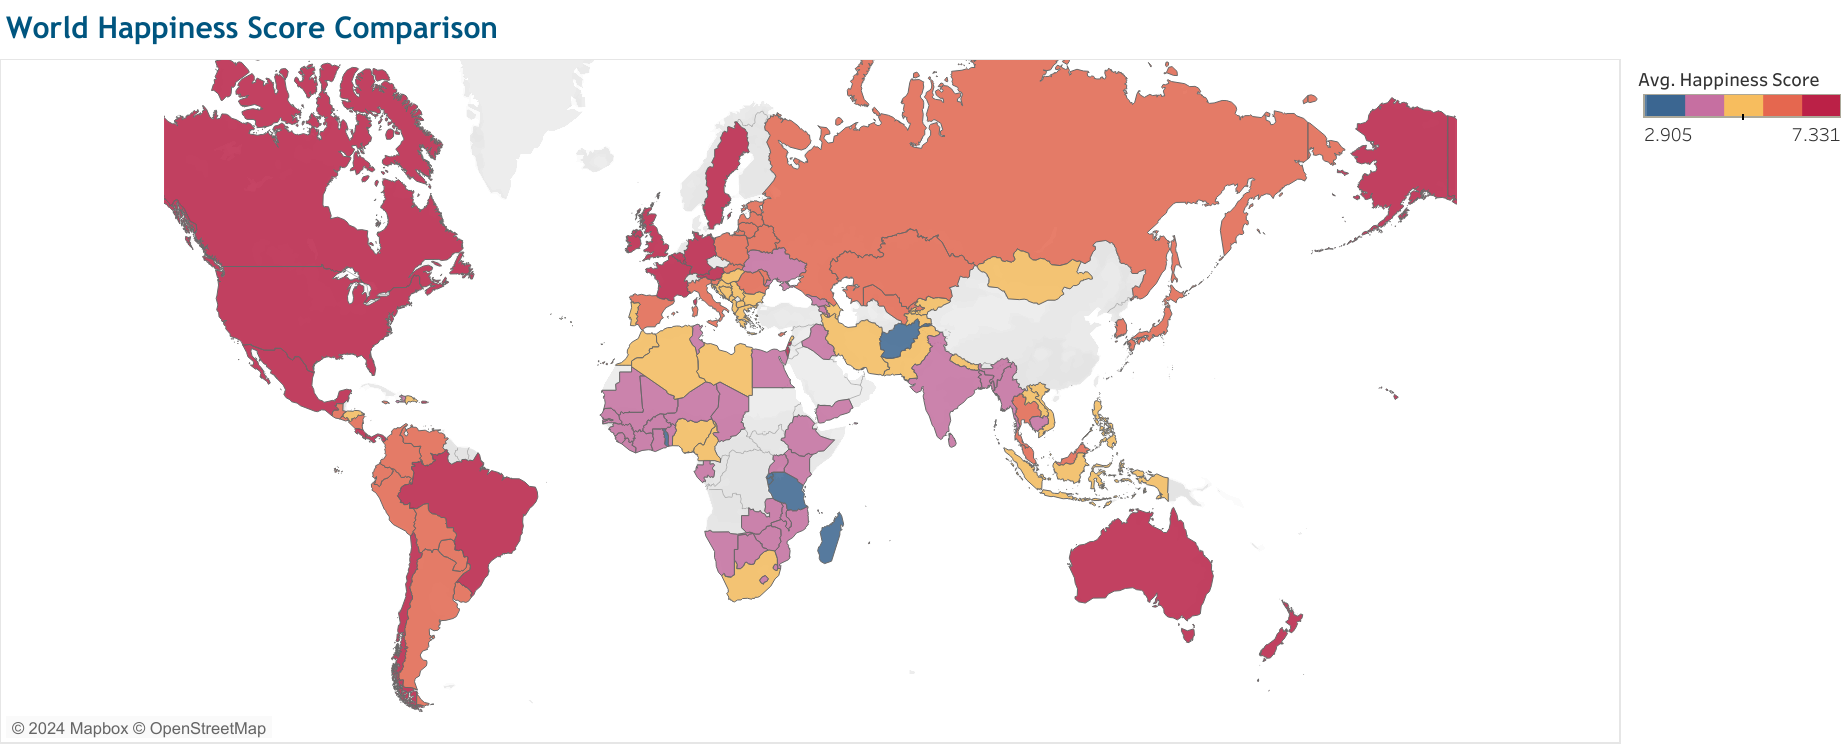 World Happiness Score Comparison
Avg. Happiness Score
2.905 7.331
© 2024 Mapbox © OpenStreetMap